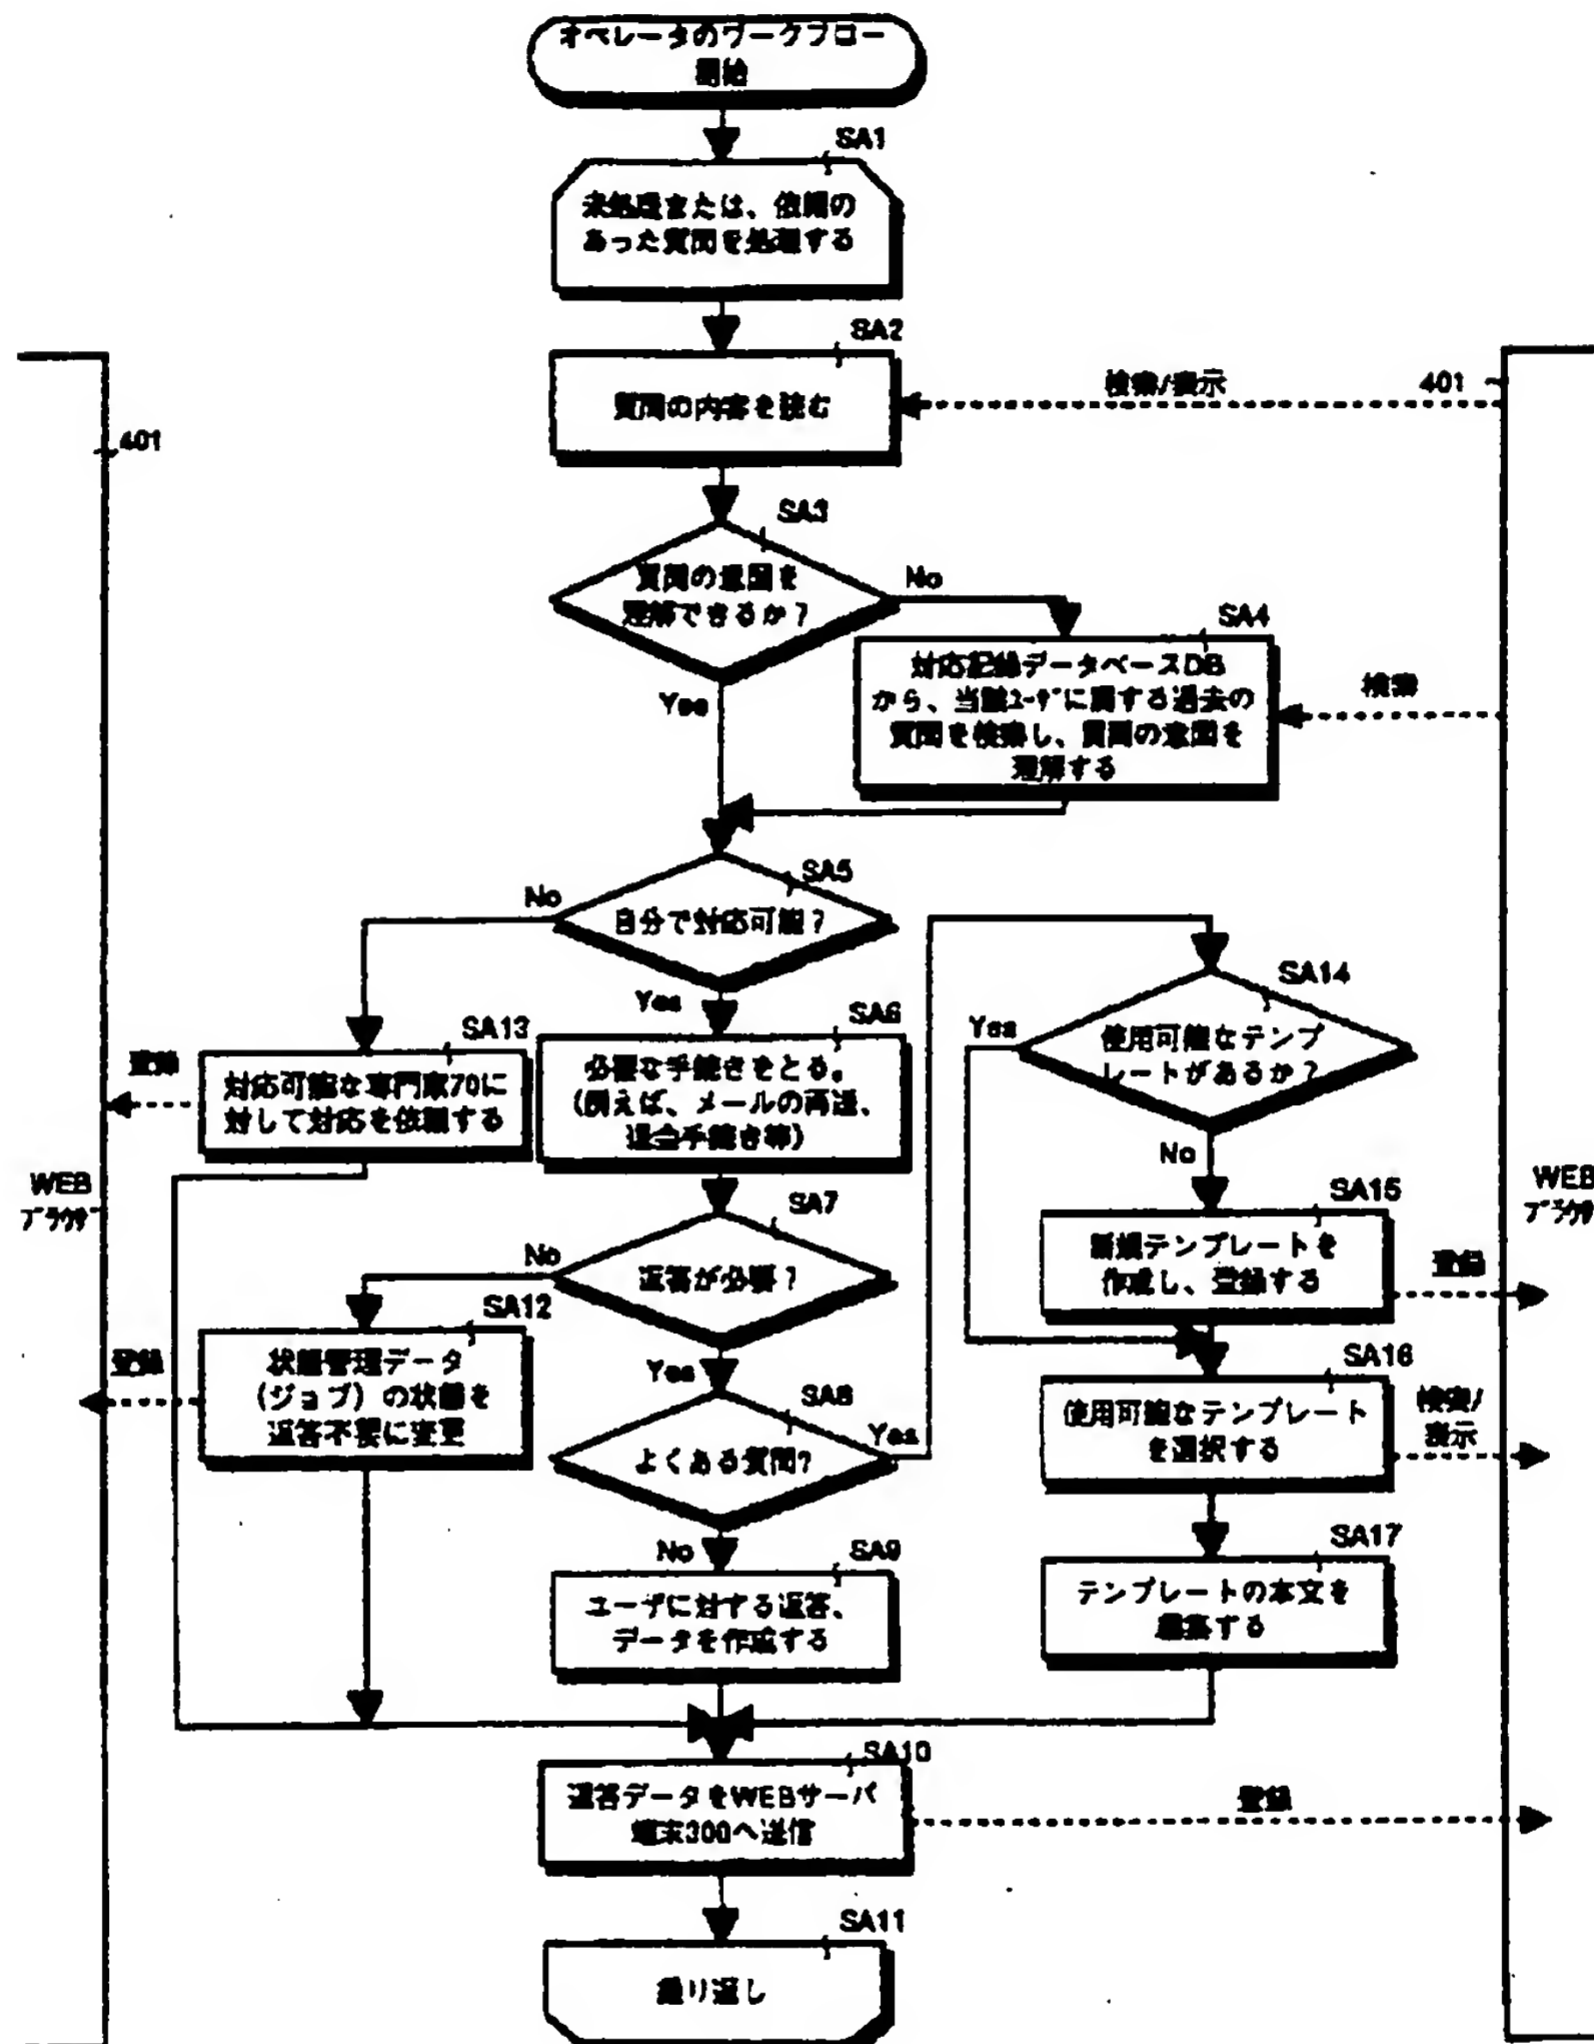 オペレータのワークフロー
開始
SA1
未処理または、依頼の
あった質問を処理する
SA2
質問の内容を読む
検索/表示
401
401
SA3
質問の意図を
理解できるか?
No
Yes
SA4
対応記録データベースDB
から、当該ユーザに関する過去の
質問を検索し、質問の意図を
理解する
検索
SA5
自分で対応可能?
No
Yes
SA13
対応可能な専門家70に
対して対応を依頼する
登録
SA6
必要な手続きをとる。
(例えば、メールの再送、
退会手続き等)
SA14
使用可能なテンプ
レートがあるか?
Yes
No
WEB
ブラウザ
WEB
ブラウザ
SA7
返答が必要?
No
Yes
SA15
新規テンプレートを
作成し、登録する
登録
SA12
状態管理データ
(ジョブ)の状態を
返答不要に変更
登録
SA8
よくある質問?
Yes
No
SA16
使用可能なテンプレート
を選択する
検索/
表示
SA9
ユーザに対する返答、
データを作成する
SA17
テンプレートの本文を
編集する
SA10
返答データをWEBサーバ
端末300へ送信
登録
SA11
繰り返し